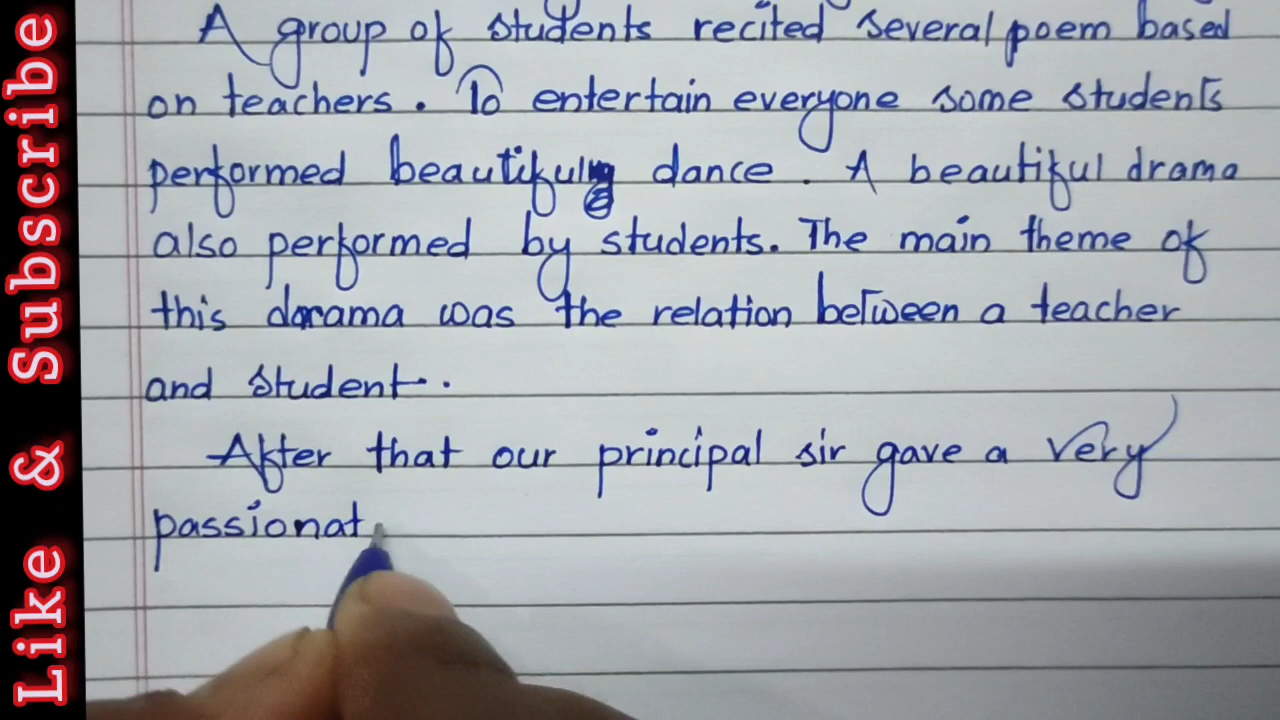 Like & Subscribe
A group of students recited several poem based
on teachers. To entertain everyone some students
performed beautiful dance. A beautiful drama
also performed by students. The main theme of
this drama was the relation between a teacher
and student.
After that our principal sir gave a very
passionat